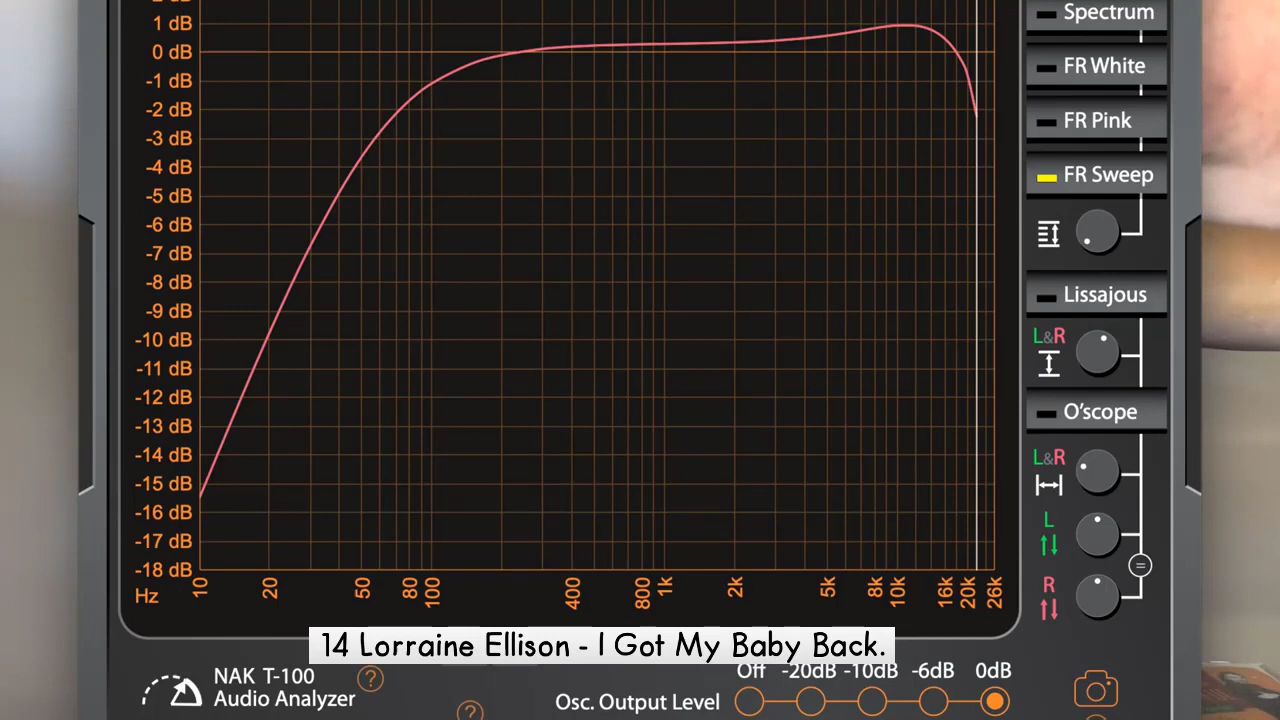 1 dB
0 dB
-1 dB
-2 dB
-3 dB
-4 dB
-5 dB
-6 dB
-7 dB
-8 dB
-9 dB
-10 dB
-11 dB
-12 dB
-13 dB
-14 dB
-15 dB
-16 dB
-17 dB
-18 dB
Hz 10 20 50 80 100 400 800 1k 2k 5k 8k 10k 16k 20k 26k
Spectrum
FR White
FR Pink
FR Sweep
Lissajous
L&R
O'scope
L&R
L
R
=
14 Lorraine Ellison - I Got My Baby Back.
NAK T-100
Audio Analyzer
?
?
Off -20dB -10dB -6dB 0dB
Osc. Output Level